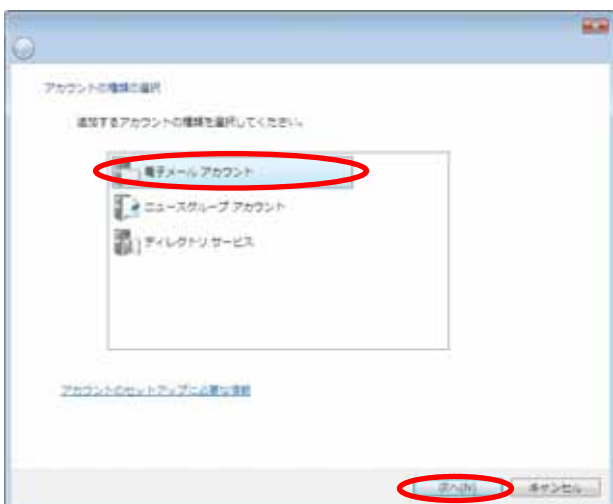 アカウントの種類の選択
追加するアカウントの種類を選択してください。
電子メール アカウント
ニュースグループ アカウント
ディレクトリ サービス
アカウントのセットアップに必要な情報
次へ(N)
キャンセル